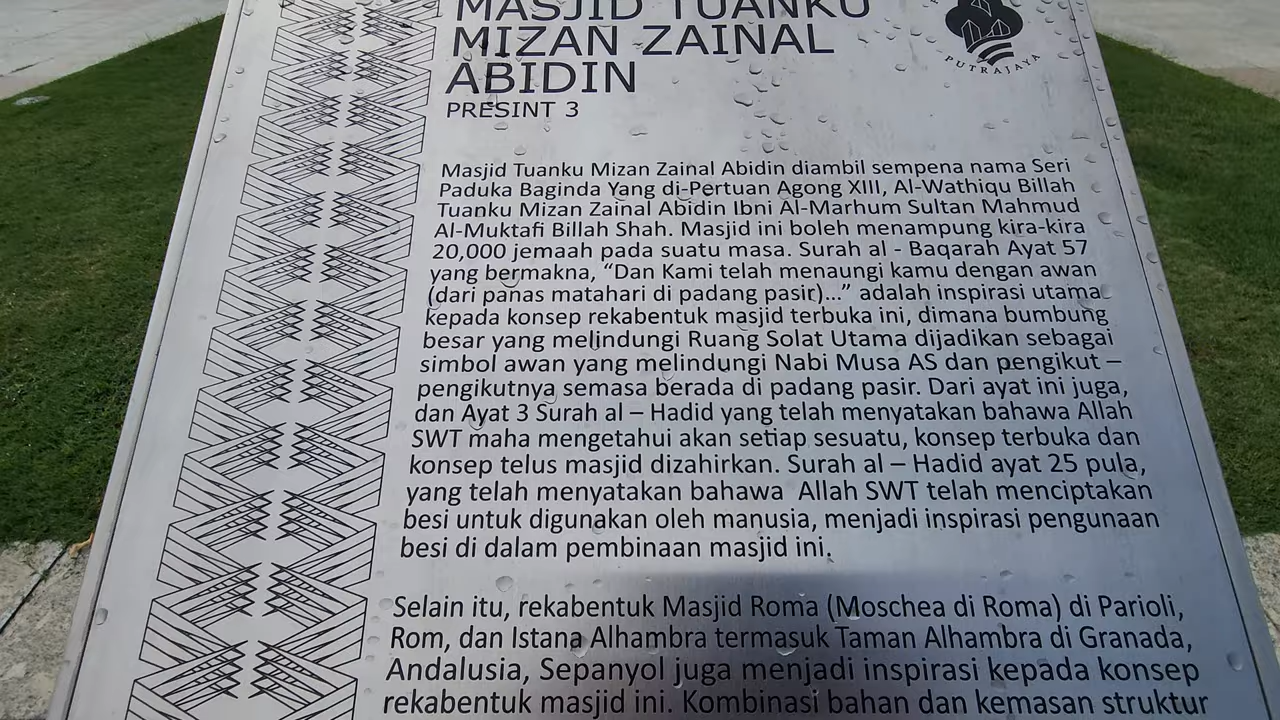 MASJID TUANKU
MIZAN ZAINAL
ABIDIN
PRESINT 3
PUTRAJAYA
Masjid Tuanku Mizan Zainal Abidin diambil sempena nama Seri
Paduka Baginda Yang di-Pertuan Agong XIII, Al-Wathiqu Billah
Tuanku Mizan Zainal Abidin Ibni Al-Marhum Sultan Mahmud
Al-Muktafi Billah Shah. Masjid ini boleh menampung kira-kira
20,000 jemaah pada suatu masa. Surah al - Baqarah Ayat 57
yang bermakna, “Dan Kami telah menaungi kamu dengan awan
(dari panas matahari di padang pasir)...” adalah inspirasi utama
kepada konsep rekabentuk masjid terbuka ini, dimana bumbung
besar yang melindungi Ruang Solat Utama dijadikan sebagai
simbol awan yang melindungi Nabi Musa AS dan pengikut –
pengikutnya semasa berada di padang pasir. Dari ayat ini juga,
dan Ayat 3 Surah al – Hadid yang telah menyatakan bahawa Allah
SWT maha mengetahui akan setiap sesuatu, konsep terbuka dan
konsep telus masjid dizahirkan. Surah al – Hadid ayat 25 pula,
yang telah menyatakan bahawa Allah SWT telah menciptakan
besi untuk digunakan oleh manusia, menjadi inspirasi pengunaan
besi di dalam pembinaan masjid ini.
Selain itu, rekabentuk Masjid Roma (Moschea di Roma) di Parioli,
Rom, dan Istana Alhambra termasuk Taman Alhambra di Granada,
Andalusia, Sepanyol juga menjadi inspirasi kepada konsep
rekabentuk masjid ini. Kombinasi bahan dan kemasan struktur